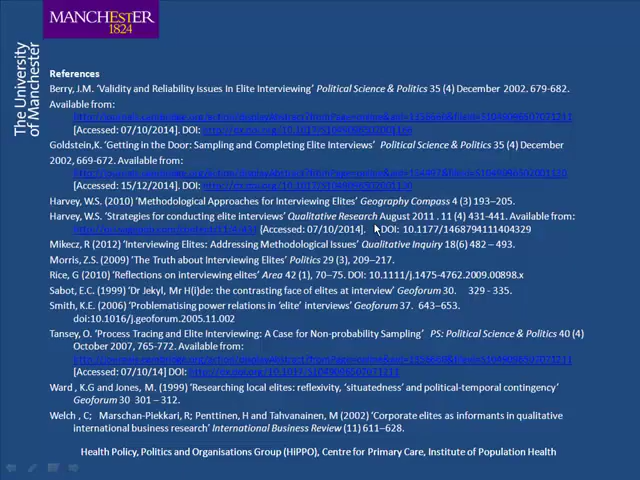 MANCHESTER
1824
The University
of Manchester
References
Berry, J.M. 'Validity and Reliability Issues In Elite Interviewing' Political Science & Politics 35 (4) December 2002. 679-682.
Available from:
[Accessed: 07/10/2014]. DOI:
Goldstein,K. 'Getting in the Door: Sampling and Completing Elite Interviews' Political Science & Politics 35 (4) December
2002, 669-672. Available from:
[Accessed: 15/12/2014]. DOI:
Harvey, W.S. (2010) 'Methodological Approaches for Interviewing Elites' Geography Compass 4 (3) 193–205.
Harvey, W.S. 'Strategies for conducting elite interviews' Qualitative Research August 2011 . 11 (4) 431-441. Available from:
[Accessed: 07/10/2014]. DOI: 10.1177/1468794111404329
Mikecz, R (2012) 'Interviewing Elites: Addressing Methodological Issues' Qualitative Inquiry 18(6) 482 – 493.
Morris, Z.S. (2009) 'The Truth about Interviewing Elites' Politics 29 (3), 209–217.
Rice, G (2010) 'Reflections on interviewing elites' Area 42 (1), 70–75. DOI: 10.1111/j.1475-4762.2009.00898.x
Sabot, E.C. (1999) 'Dr Jekyl, Mr H(i)de: the contrasting face of elites at interview' Geoforum 30. 329 - 335.
Smith, K.E. (2006) 'Problematising power relations in 'elite' interviews' Geoforum 37. 643–653.
doi:10.1016/j.geoforum.2005.11.002
Tansey, O. 'Process Tracing and Elite Interviewing: A Case for Non-probability Sampling' PS: Political Science & Politics 40 (4)
October 2007, 765-772. Available from:
[Accessed: 07/10/14] DOI:
Ward , K.G and Jones, M. (1999) 'Researching local elites: reflexivity, 'situatedness' and political-temporal contingency'
Geoforum 30 301 – 312.
Welch , C; Marschan-Piekkari, R; Penttinen, H and Tahvanainen, M (2002) 'Corporate elites as informants in qualitative
international business research' International Business Review (11) 611–628.
Health Policy, Politics and Organisations Group (HiPPO), Centre for Primary Care, Institute of Population Health